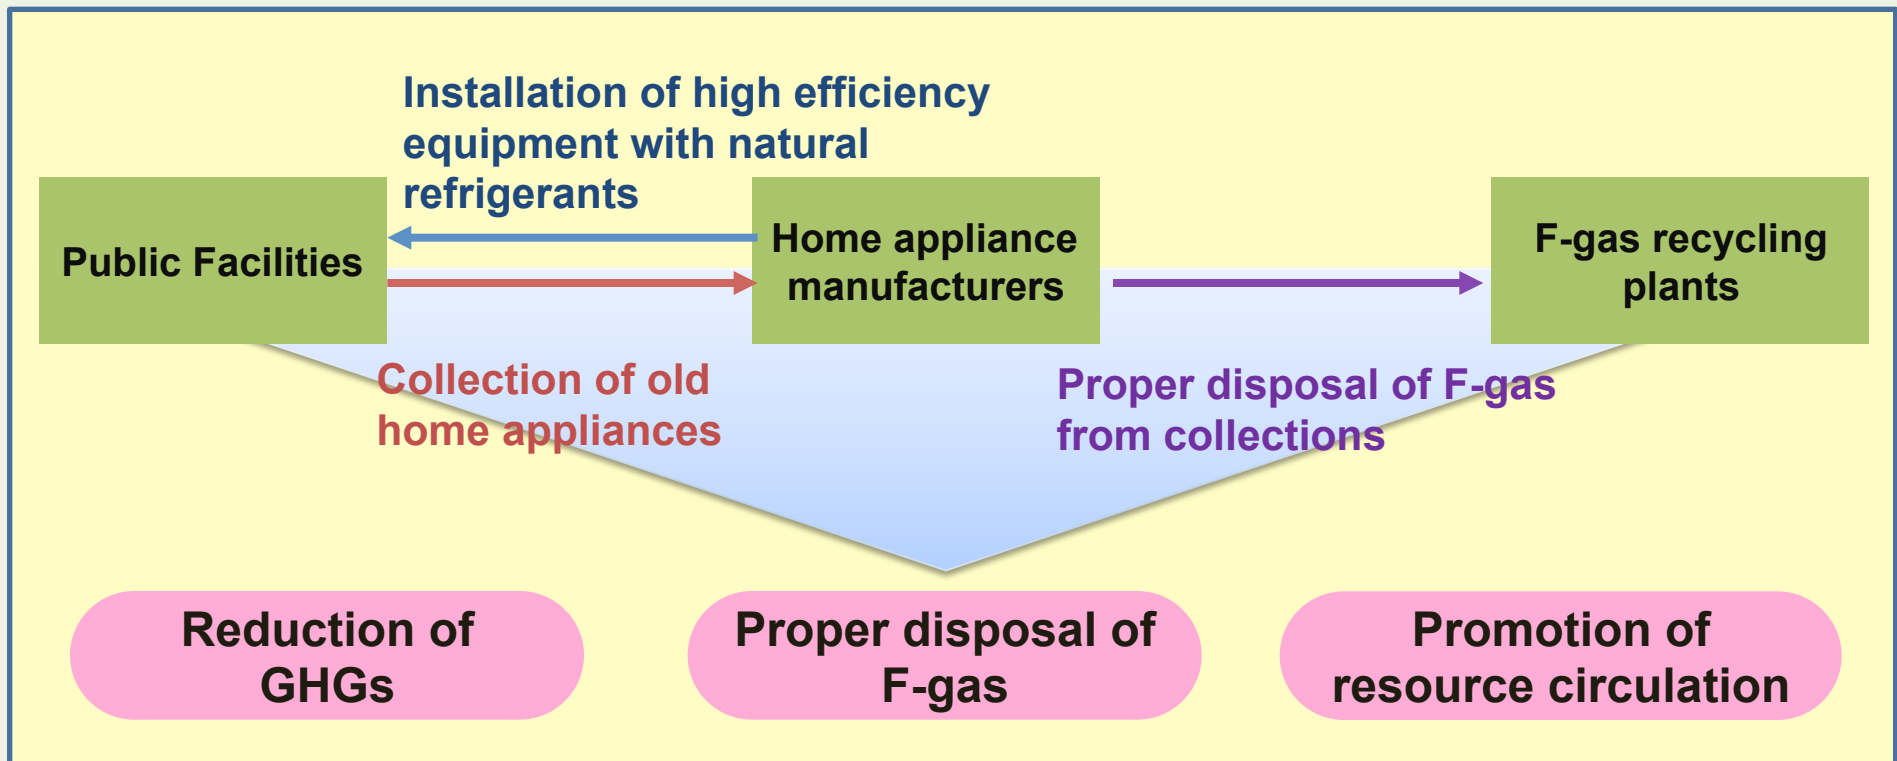 Installation of high efficiency
equipment with natural
refrigerants
Public Facilities
Home appliance
manufacturers
F-gas recycling
plants
Collection of old
home appliances
Proper disposal of F-gas
from collections
Reduction of
GHGs
Proper disposal of
F-gas
Promotion of
resource circulation